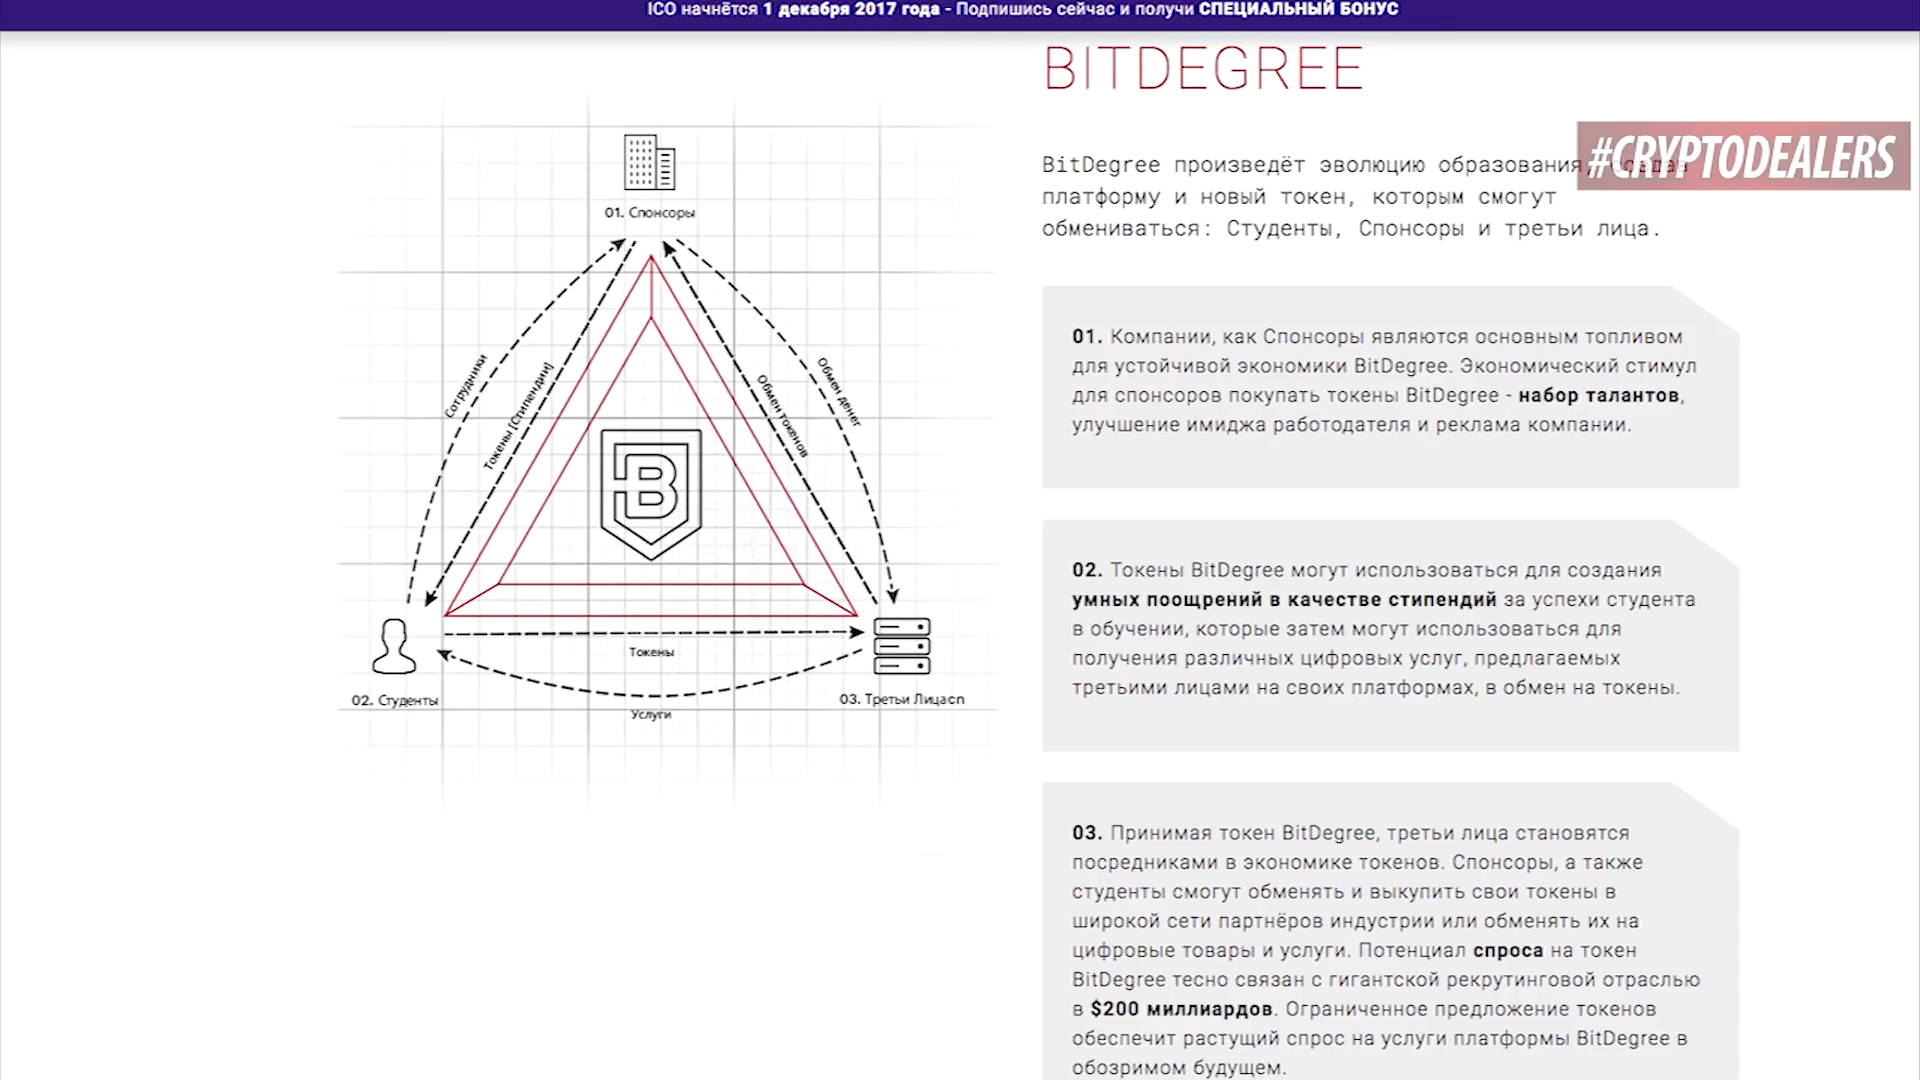 ICO начнётся 1 декабря 2017 года - Подпишись сейчас и получи СПЕЦИАЛЬНЫЙ БОНУС
BITDEGREE
#CRYPTODEALERS
BitDegree произведёт эволюцию образования,
платформу и новый токен, которым смогут
обмениваться: Студенты, Спонсоры и третьи лица.
01. Спонсоры
Сотрудники
Токены [Стипендии]
Обмен токенов
Обмен денег
Токены
02. Студенты
03. Третьи Лицасп
Услуги
01. Компании, как Спонсоры являются основным топливом
для устойчивой экономики BitDegree. Экономический стимул
для спонсоров покупать токены BitDegree - набор талантов,
улучшение имиджа работодателя и реклама компании.
02. Токены BitDegree могут использоваться для создания
умных поощрений в качестве стипендий за успехи студента
в обучении, которые затем могут использоваться для
получения различных цифровых услуг, предлагаемых
третьими лицами на своих платформах, в обмен на токены.
03. Принимая токен BitDegree, третьи лица становятся
посредниками в экономике токенов. Спонсоры, а также
студенты смогут обменять и выкупить свои токены в
широкой сети партнёров индустрии или обменять их на
цифровые товары и услуги. Потенциал спроса на токен
BitDegree тесно связан с гигантской рекрутинговой отраслью
в $200 миллиардов. Ограниченное предложение токенов
обеспечит растущий спрос на услуги платформы BitDegree в
обозримом будущем.